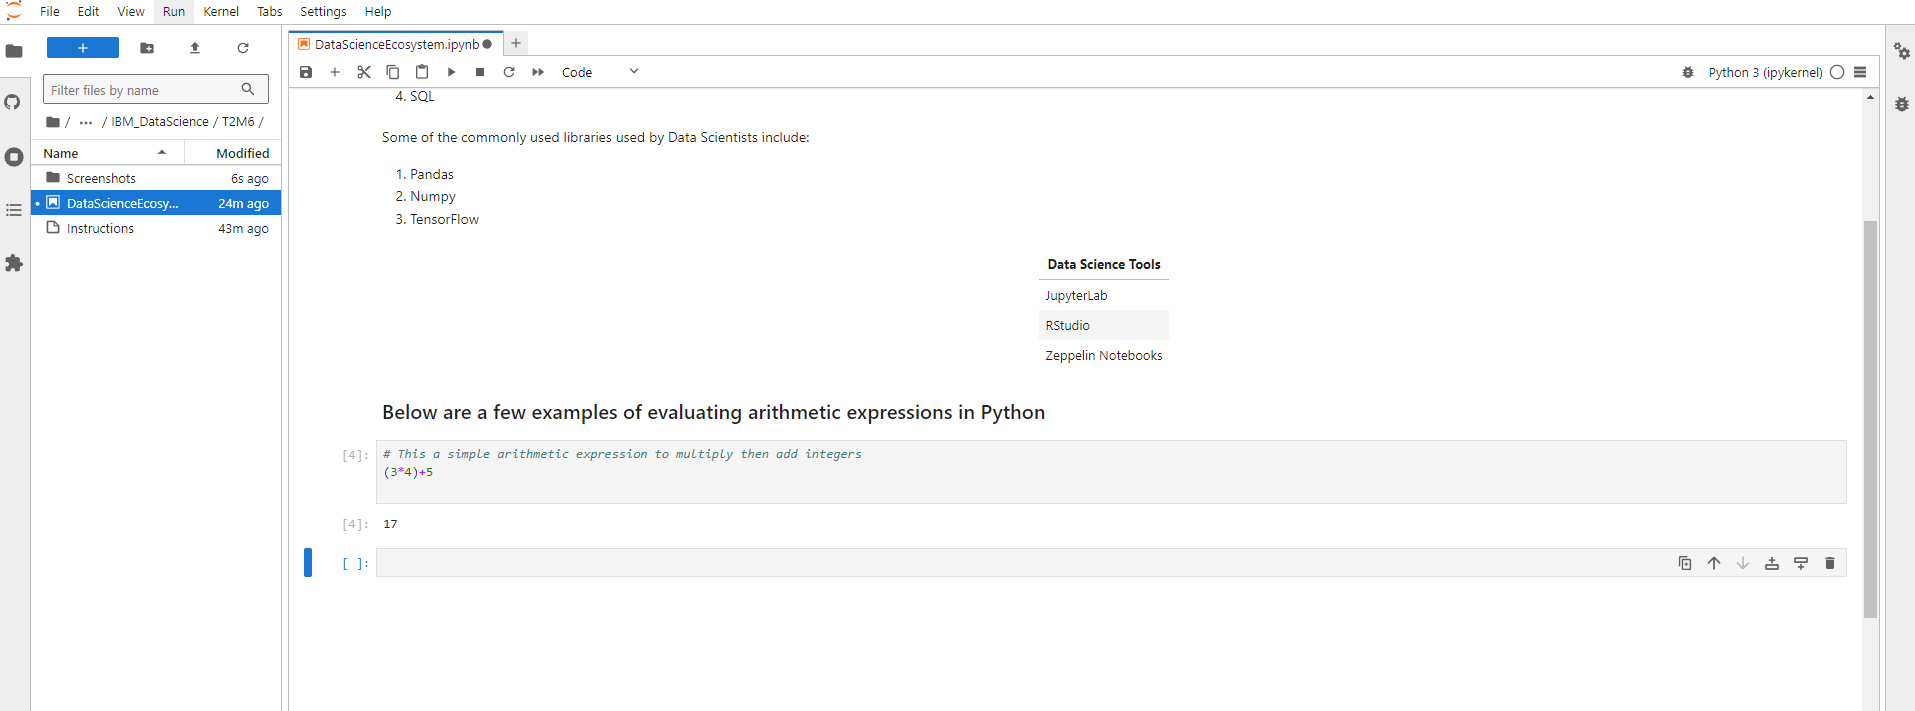 File Edit View Run Kernel Tabs Settings Help
DataScienceEcosystem.ipynb
Code
Python 3 (ipykernel)
Filter files by name
/ ··· / IBM_DataScience / T2M6 /
Name Modified
Screenshots 6s ago
DataScienceEcosy... 24m ago
Instructions 43m ago
4. SQL
Some of the commonly used libraries used by Data Scientists include:
1. Pandas
2. Numpy
3. TensorFlow
Data Science Tools
JupyterLab
RStudio
Zeppelin Notebooks
Below are a few examples of evaluating arithmetic expressions in Python
[4]: # This a simple arithmetic expression to multiply then add integers
(3*4)+5
[4]: 17
[ ]: